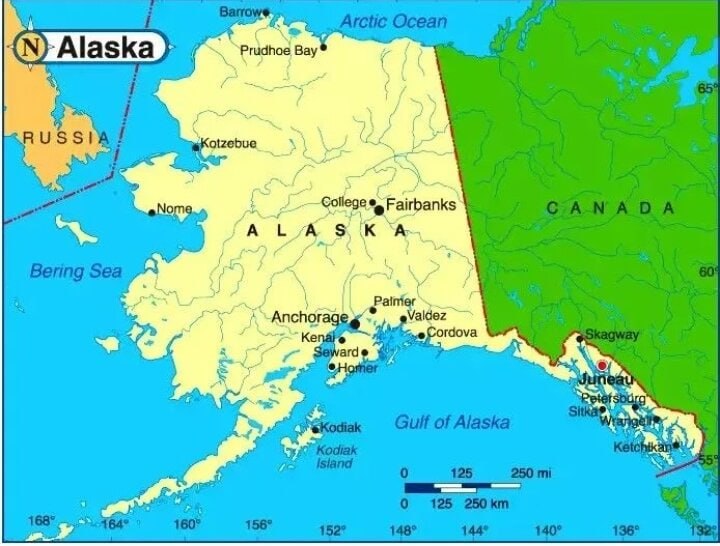 Barrow
Arctic Ocean
N Alaska
Prudhoe Bay
65°
RUSSIA
Kotzebue
College
Fairbanks
Nome
CANADA
ALASKA
Bering Sea
60°
Palmer
Anchorage
Valdez
Kenai
Cordova
Skagway
Seward
Homer
Juneau
Petersburg
Sitka
Wrangell
Kodiak
Gulf of Alaska
Ketchikan
Kodiak
Island
55°
0 125 250 mi
0 125 250 km
168° 164° 160° 156° 152° 148° 144° 140° 136° 132°